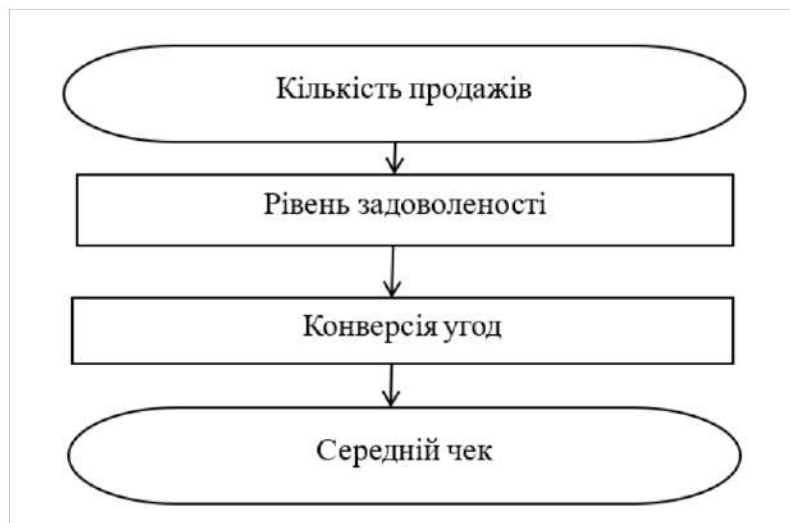 Кількість продажів
Рівень задоволеності
Конверсія угод
Середній чек